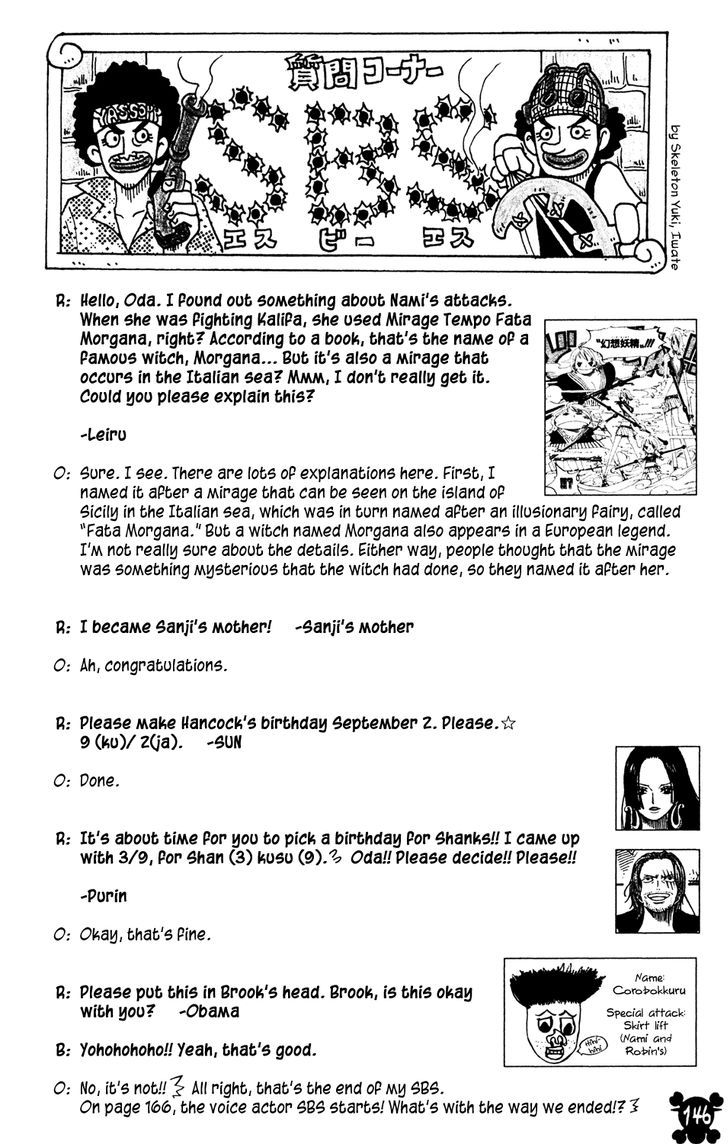 質問コーナー
YASSSM
SBS
エス ビー エス
by Skeleton Yuki, Iwate
R: Hello, Oda. I found out something about Nami's attacks.
When she was fighting Kalifa, she used Mirage Tempo Fata
Morgana, right? According to a book, that's the name of a
famous witch, Morgana... But it's also a mirage that
occurs in the Italian sea? Mmm, I don't really get it.
Could you please explain this?
-Leiru
"幻想妖精"!!!
O: Sure. I see. There are lots of explanations here. First, I
named it after a mirage that can be seen on the island of
Sicily in the Italian sea, which was in turn named after an illusionary fairy, called
"Fata Morgana." But a witch named Morgana also appears in a European legend.
I'm not really sure about the details. Either way, people thought that the mirage
was something mysterious that the witch had done, so they named it after her.
R: I became Sanji's mother! -Sanji's mother
O: Ah, congratulations.
R: Please make Hancock's birthday September 2. Please.☆
9 (ku)/ 2(ja). -SUN
O: Done.
R: It's about time for you to pick a birthday for Shanks!! I came up
with 3/9, for Shan (3) kusu (9). Oda!! Please decide!! Please!!
-Purin
O: Okay, that's fine.
R: Please put this in Brook's head. Brook, is this okay
with you? -Obama
Name:
Corobokkuru
Special attack:
Skirt lift
(Nami and
Robin's)
B: Yohohohoho!! Yeah, that's good.
O: No, it's not!! All right, that's the end of my SBS.
On page 166, the voice actor SBS starts! What's with the way we ended!?
146